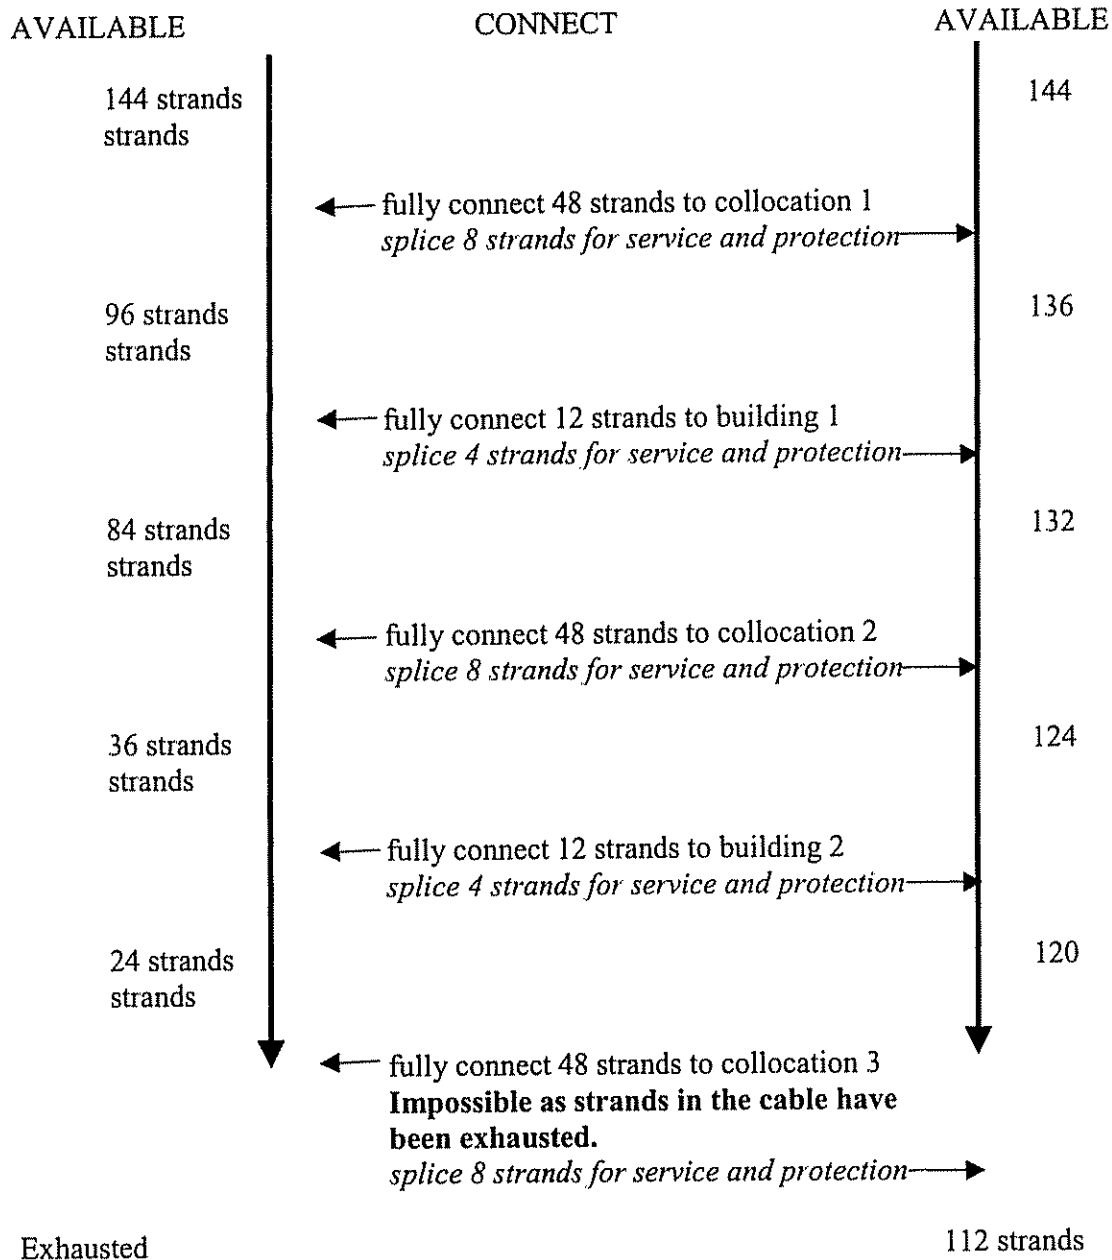 AVAILABLE CONNECT AVAILABLE
144 strands 144
strands
fully connect 48 strands to collocation 1
splice 8 strands for service and protection
96 strands 136
strands
fully connect 12 strands to building 1
splice 4 strands for service and protection
84 strands 132
strands
fully connect 48 strands to collocation 2
splice 8 strands for service and protection
36 strands 124
strands
fully connect 12 strands to building 2
splice 4 strands for service and protection
24 strands 120
strands
fully connect 48 strands to collocation 3
Impossible as strands in the cable have
been exhausted.
splice 8 strands for service and protection
Exhausted 112 strands